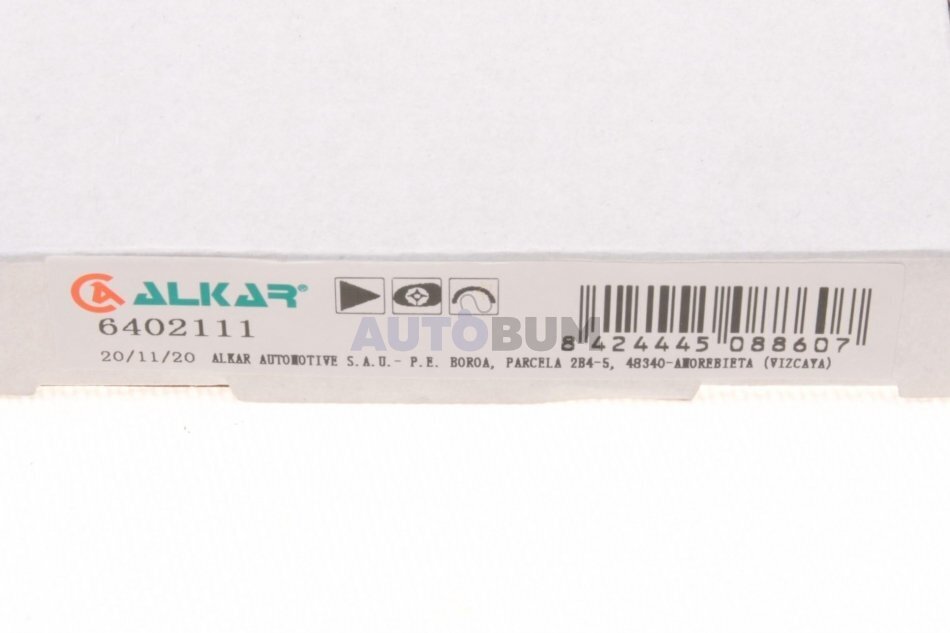 ALKAR®
6402111
AUTOBUM
8 424445 088607
20/11/20 ALKAR AUTOMOTIVE S.A.U.- P.E. BOROA, PARCELA 2B4-5, 48340-AMOREBIETA (VIZCAYA)